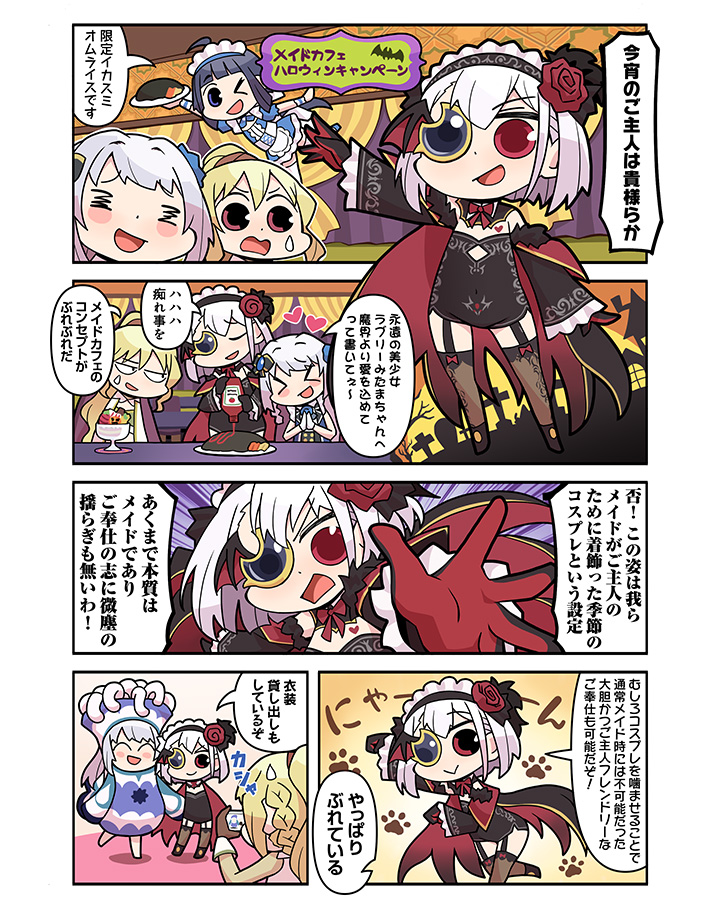 今宵のご主人は貴様らか
メイドカフェ
ハロウィンキャンペーン
限定イカスミ
オムライスです
永遠の美少女
ラブリーみたまちゃんへ
魔界より愛を込めて
って書いてぇ〜
ハハハ
痴れ事を
メイドカフェの
コンセプトが
ぶれぶれだ
否！この姿は我ら
メイドがご主人の
ために着飾った季節の
コスプレという設定
あくまで本質は
メイドであり
ご奉仕の志に微塵の
揺らぎも無いわ！
むしろコスプレを噛ませることで
通常メイド時には不可能だった
大胆かつご主人フレンドリーな
ご奉仕も可能だぞ！
にゃーーん
やっぱり
ぶれている
衣装
貸し出しも
しているぞ
カシャ